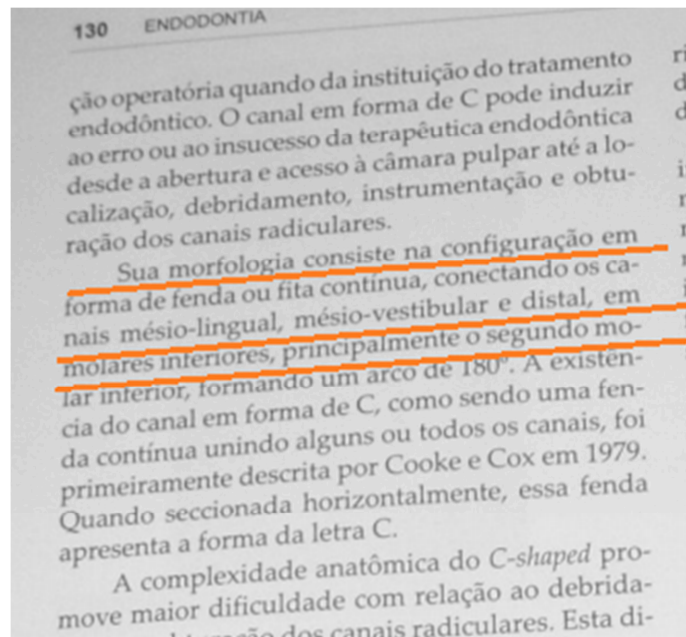 130 ENDODONTIA
ção operatória quando da instituição do tratamento
endodôntico. O canal em forma de C pode induzir
ao erro ou ao insucesso da terapêutica endodôntica
desde a abertura e acesso à câmara pulpar até a lo-
calização, debridamento, instrumentação e obtu-
ração dos canais radiculares.
Sua morfologia consiste na configuração em
forma de fenda ou fita contínua, conectando os ca-
nais mésio-lingual, mésio-vestibular e distal, em
molares inferiores, principalmente o segundo mo-
lar inferior, formando um arco de 180º. A existên-
cia do canal em forma de C, como sendo uma fen-
da contínua unindo alguns ou todos os canais, foi
primeiramente descrita por Cooke e Cox em 1979.
Quando seccionada horizontalmente, essa fenda
apresenta a forma da letra C.
A complexidade anatômica do C-shaped pro-
move maior dificuldade com relação ao debrida-
dos canais radiculares. Esta di-